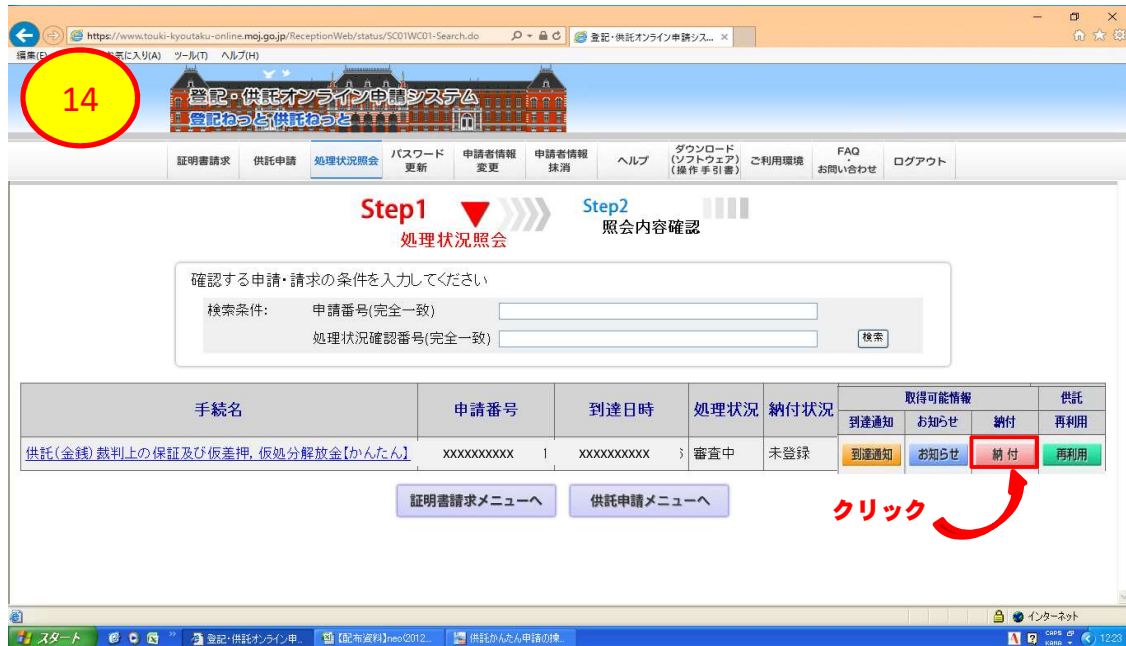 https://www.touki-kyoutaku-online.moj.go.jp/ReceptionWeb/status/SC01WC01-Search.do
登記・供託オンライン申請シス... ×
ツール(T) ヘルプ(H)
14
登記・供託オンライン申請システム
登記ねっと 供託ねっと
証明書請求 供託申請 処理状況照会 パスワード更新 申請者情報変更 申請者情報抹消 ヘルプ ダウンロード(ソフトウェア)(操作手引書) ご利用環境 FAQ・お問い合わせ ログアウト
Step1 Step2
処理状況照会 照会内容確認
確認する申請・請求の条件を入力してください
検索条件: 申請番号(完全一致)
処理状況確認番号(完全一致) 検索
手続名 申請番号 到達日時 処理状況 納付状況 取得可能情報 供託
到達通知 お知らせ 納付 再利用
供託(金銭)裁判上の保証及び仮差押,仮処分解放金【かんたん】 xxxxxxxxxx xxxxxxxxxx 審査中 未登録 到達通知 お知らせ 納付 再利用
証明書請求メニューへ 供託申請メニューへ
クリック
インターネット
スタート 登記・供託オンライン申... 【配布資料】neo(2012... 供託かんたん申請の操... CAPS KANA 12:23